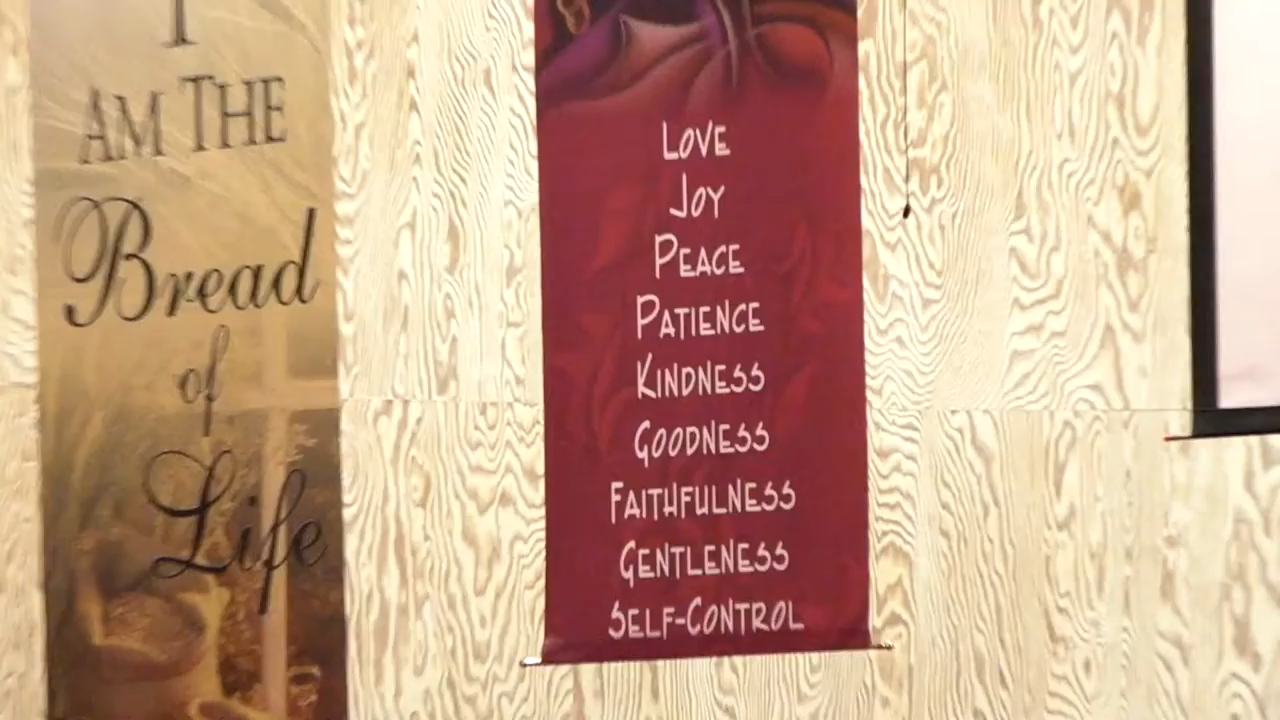 I
AM THE
Bread
of
Life
LOVE
JOY
PEACE
PATIENCE
KINDNESS
GOODNESS
FAITHFULNESS
GENTLENESS
SELF-CONTROL